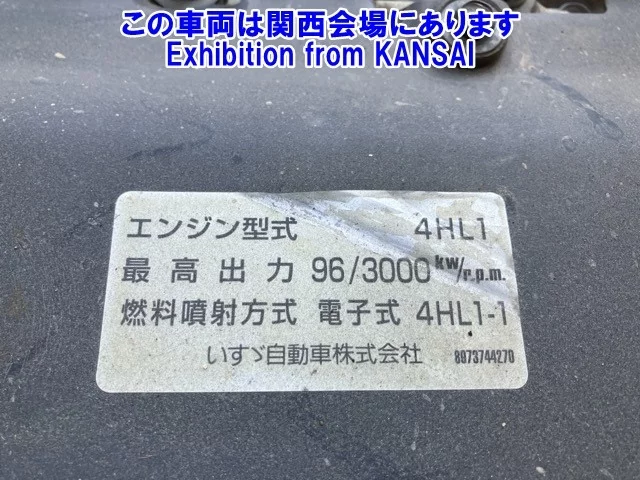 この車両は関西会場にあります
Exhibition from KANSAI
エンジン型式 4HL1
最高出力 96/3000kW/r.p.m.
燃料噴射方式 電子式 4HL1-1
いすゞ自動車株式会社 8973744270